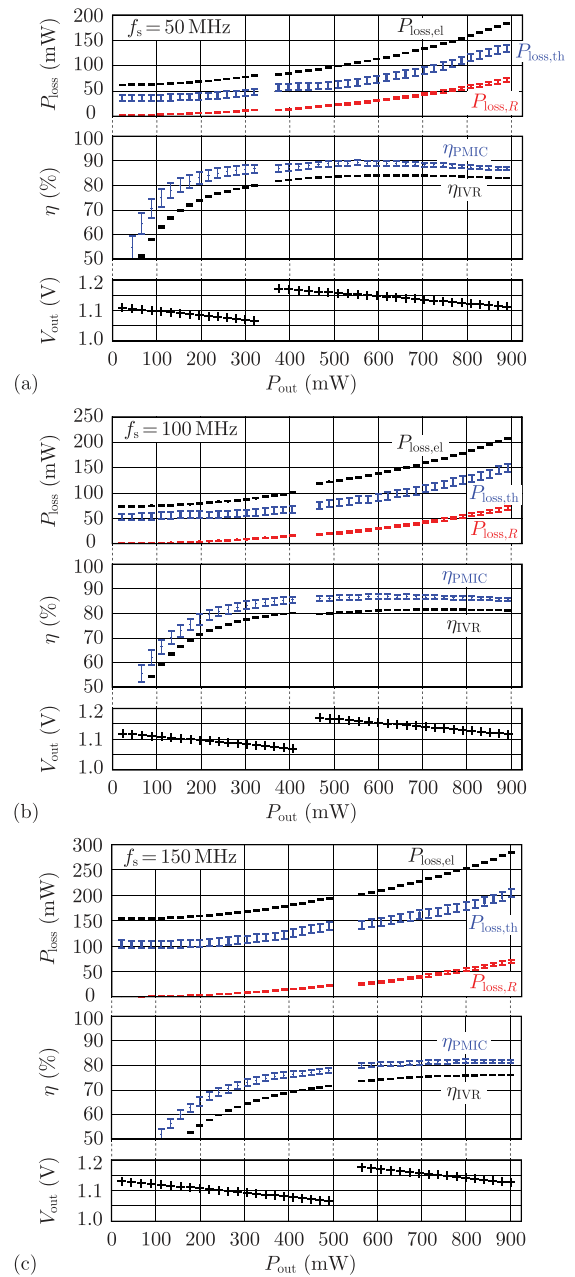 200
f_s = 50 MHz
P_loss,el
P_loss (mW)
150
P_loss,th
100
50
P_loss,R
0
100
η_PMIC
90
η (%)
80
η_IVR
70
60
50
1.2
V_out (V)
1.1
1.0
0 100 200 300 400 500 600 700 800 900
(a)
P_out (mW)
250
f_s = 100 MHz
P_loss,el
P_loss (mW)
200
150
P_loss,th
100
50
P_loss,R
0
100
η_PMIC
90
η (%)
80
η_IVR
70
60
50
1.2
V_out (V)
1.1
1.0
0 100 200 300 400 500 600 700 800 900
(b)
P_out (mW)
300
f_s = 150 MHz
P_loss,el
250
P_loss (mW)
200
150
P_loss,th
100
50
P_loss,R
0
100
90
η_PMIC
η (%)
80
70
η_IVR
60
50
1.2
V_out (V)
1.1
1.0
0 100 200 300 400 500 600 700 800 900
(c)
P_out (mW)